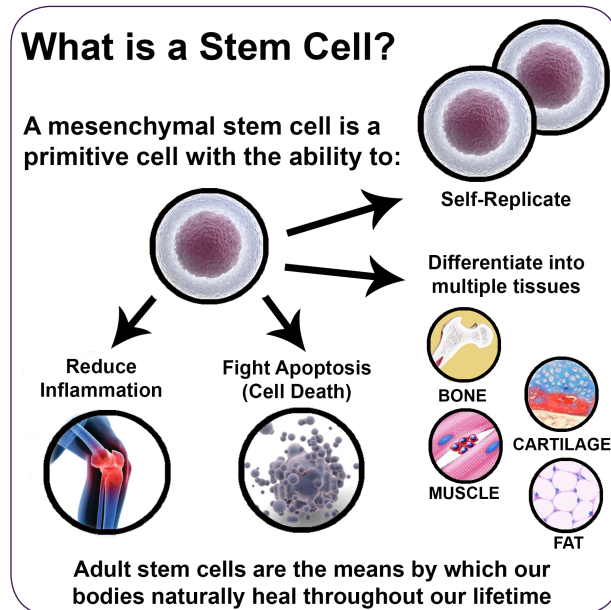 What is a Stem Cell?
A mesenchymal stem cell is a
primitive cell with the ability to:
Self-Replicate
Differentiate into
multiple tissues
BONE
CARTILAGE
MUSCLE
FAT
Reduce
Inflammation
Fight Apoptosis
(Cell Death)
Adult stem cells are the means by which our
bodies naturally heal throughout our lifetime